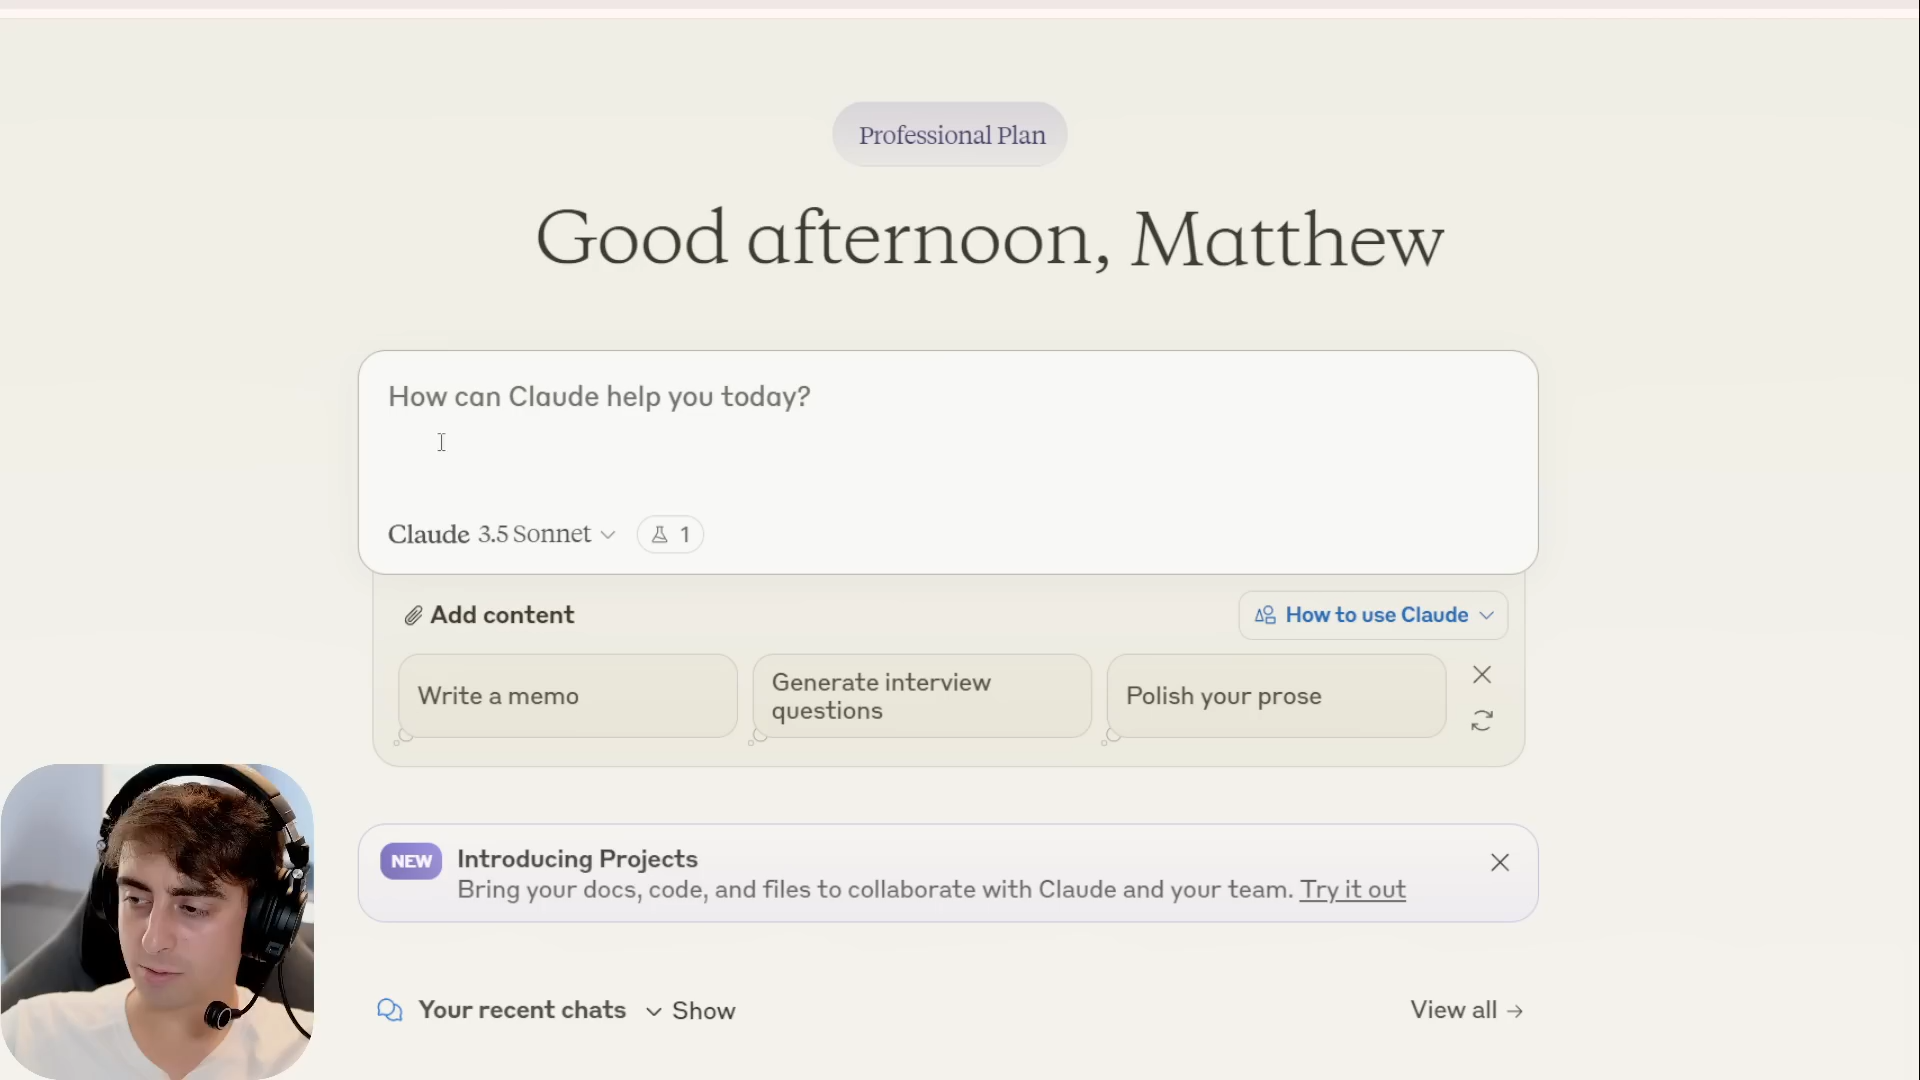 Professional Plan
Good afternoon, Matthew
How can Claude help you today?
Claude 3.5 Sonnet
1
Add content
How to use Claude
Write a memo
Generate interview
questions
Polish your prose
NEW
Introducing Projects
Bring your docs, code, and files to collaborate with Claude and your team. Try it out
Your recent chats
Show
View all →